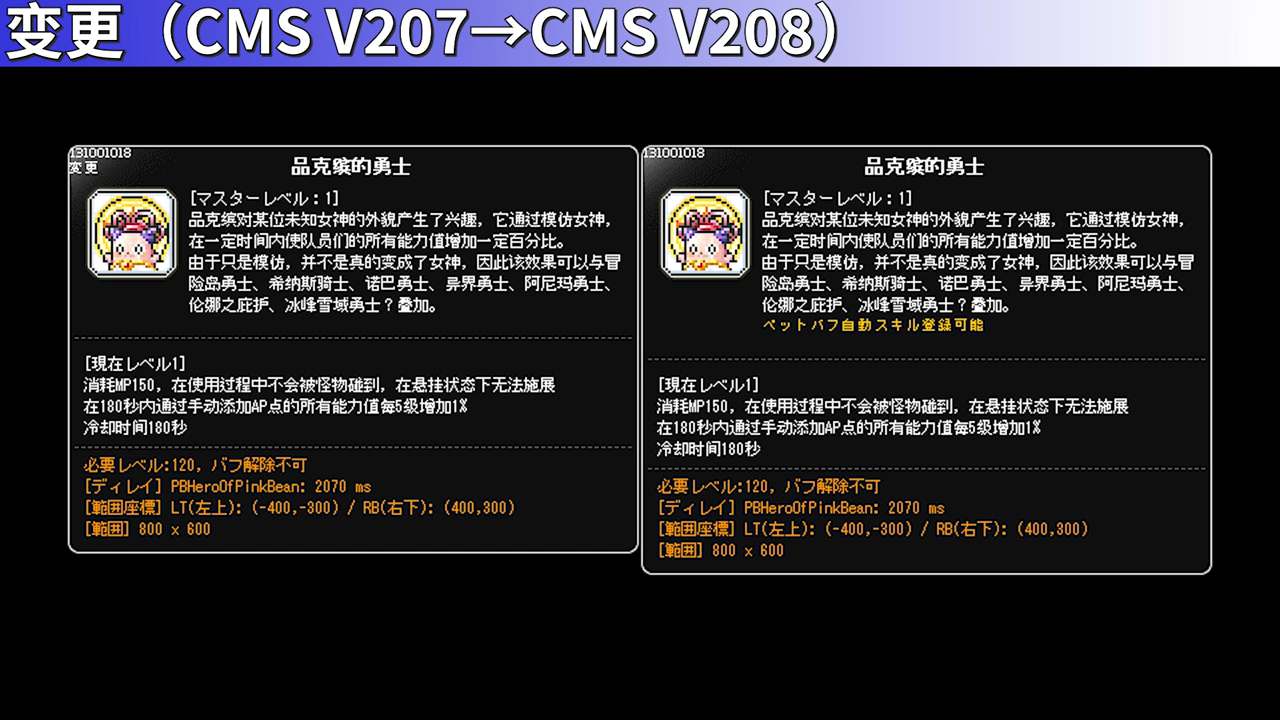 变更（CMS V207→CMS V208）
131001018
変更
品克缤的勇士
[マスターレベル：1]
品克缤对某位未知女神的外貌产生了兴趣，它通过模仿女神，
在一定时间内使队员们的所有能力值增加一定百分比。
由于只是模仿，并不是真的变成了女神，因此该效果可以与冒
险岛勇士、希纳斯骑士、诺巴勇士、异界勇士、阿尼玛勇士、
伦娜之庇护、冰峰雪域勇士？叠加。
[現在レベル1]
消耗MP150，在使用过程中不会被怪物碰到，在悬挂状态下无法施展
在180秒内通过手动添加AP点的所有能力值每5级增加1%
冷却时间180秒
必要レベル:120, バフ解除不可
[ディレイ] PBHeroOfPinkBean: 2070 ms
[範囲座標] LT(左上): (-400,-300) / RB(右下): (400,300)
[範囲] 800 x 600
131001018
品克缤的勇士
[マスターレベル：1]
品克缤对某位未知女神的外貌产生了兴趣，它通过模仿女神，
在一定时间内使队员们的所有能力值增加一定百分比。
由于只是模仿，并不是真的变成了女神，因此该效果可以与冒
险岛勇士、希纳斯骑士、诺巴勇士、异界勇士、阿尼玛勇士、
伦娜之庇护、冰峰雪域勇士？叠加。
ペットバフ自動スキル登録可能
[現在レベル1]
消耗MP150，在使用过程中不会被怪物碰到，在悬挂状态下无法施展
在180秒内通过手动添加AP点的所有能力值每5级增加1%
冷却时间180秒
必要レベル:120, バフ解除不可
[ディレイ] PBHeroOfPinkBean: 2070 ms
[範囲座標] LT(左上): (-400,-300) / RB(右下): (400,300)
[範囲] 800 x 600